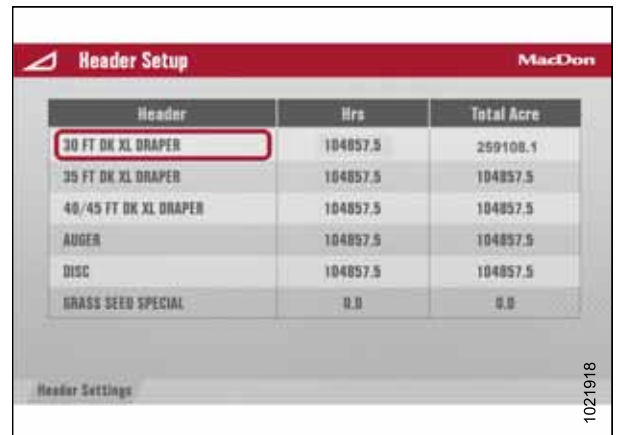 Header Setup MacDon
Header Hrs Total Acre
30 FT DK XL DRAPER 104857.5 259108.1
35 FT DK XL DRAPER 104857.5 104857.5
40/45 FT DK XL DRAPER 104857.5 104857.5
AUGER 104857.5 104857.5
DISC 104857.5 104857.5
GRASS SEED SPECIAL 0.0 0.0
Header Settings
1021918